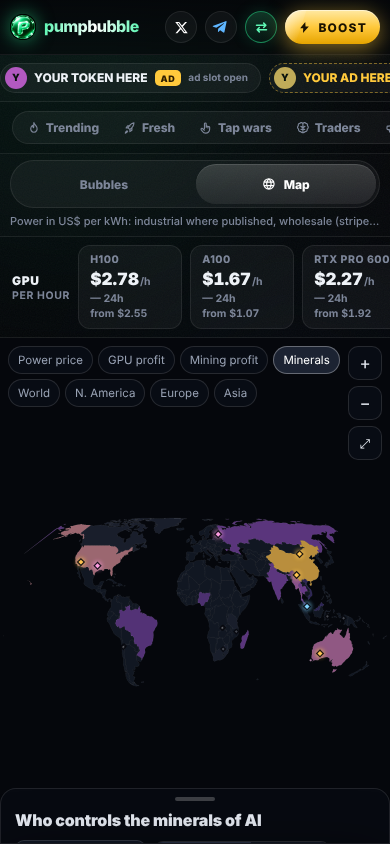 pumpbubble
BOOST
Y YOUR TOKEN HERE AD ad slot open
Y YOUR AD HERE
Trending Fresh Tap wars Traders
Bubbles Map
Power in US$ per kWh: industrial where published, wholesale (stripe...
GPU
PER HOUR
H100
$2.78/h
— 24h
from $2.55
A100
$1.67/h
— 24h
from $1.07
RTX PRO 600
$2.27/h
— 24h
from $1.92
Power price GPU profit Mining profit Minerals
World N. America Europe Asia
+
−
Who controls the minerals of AI